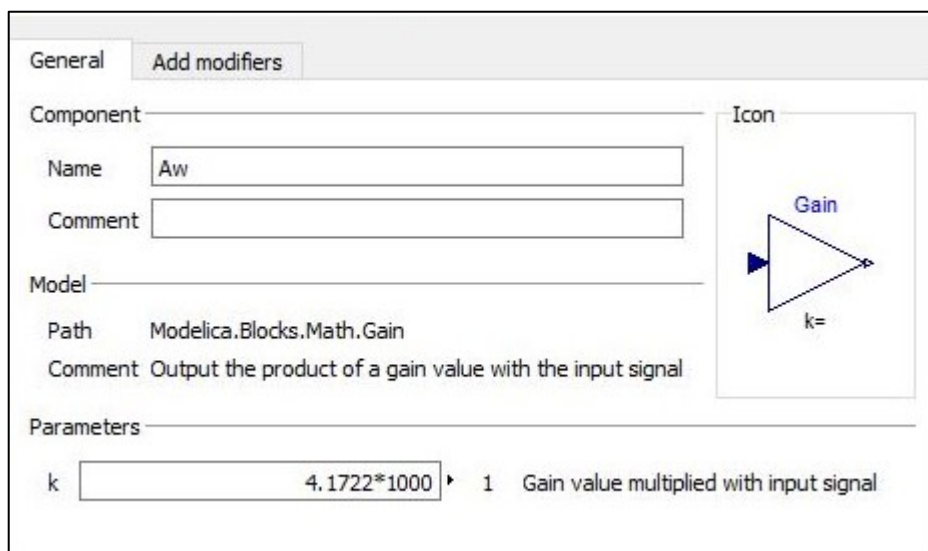 General
Add modifiers
Component
Icon
Name
Aw
Comment
Gain
k=
Model
Path
Modelica.Blocks.Math.Gain
Comment
Output the product of a gain value with the input signal
Parameters
k
4.1722*1000
1
Gain value multiplied with input signal